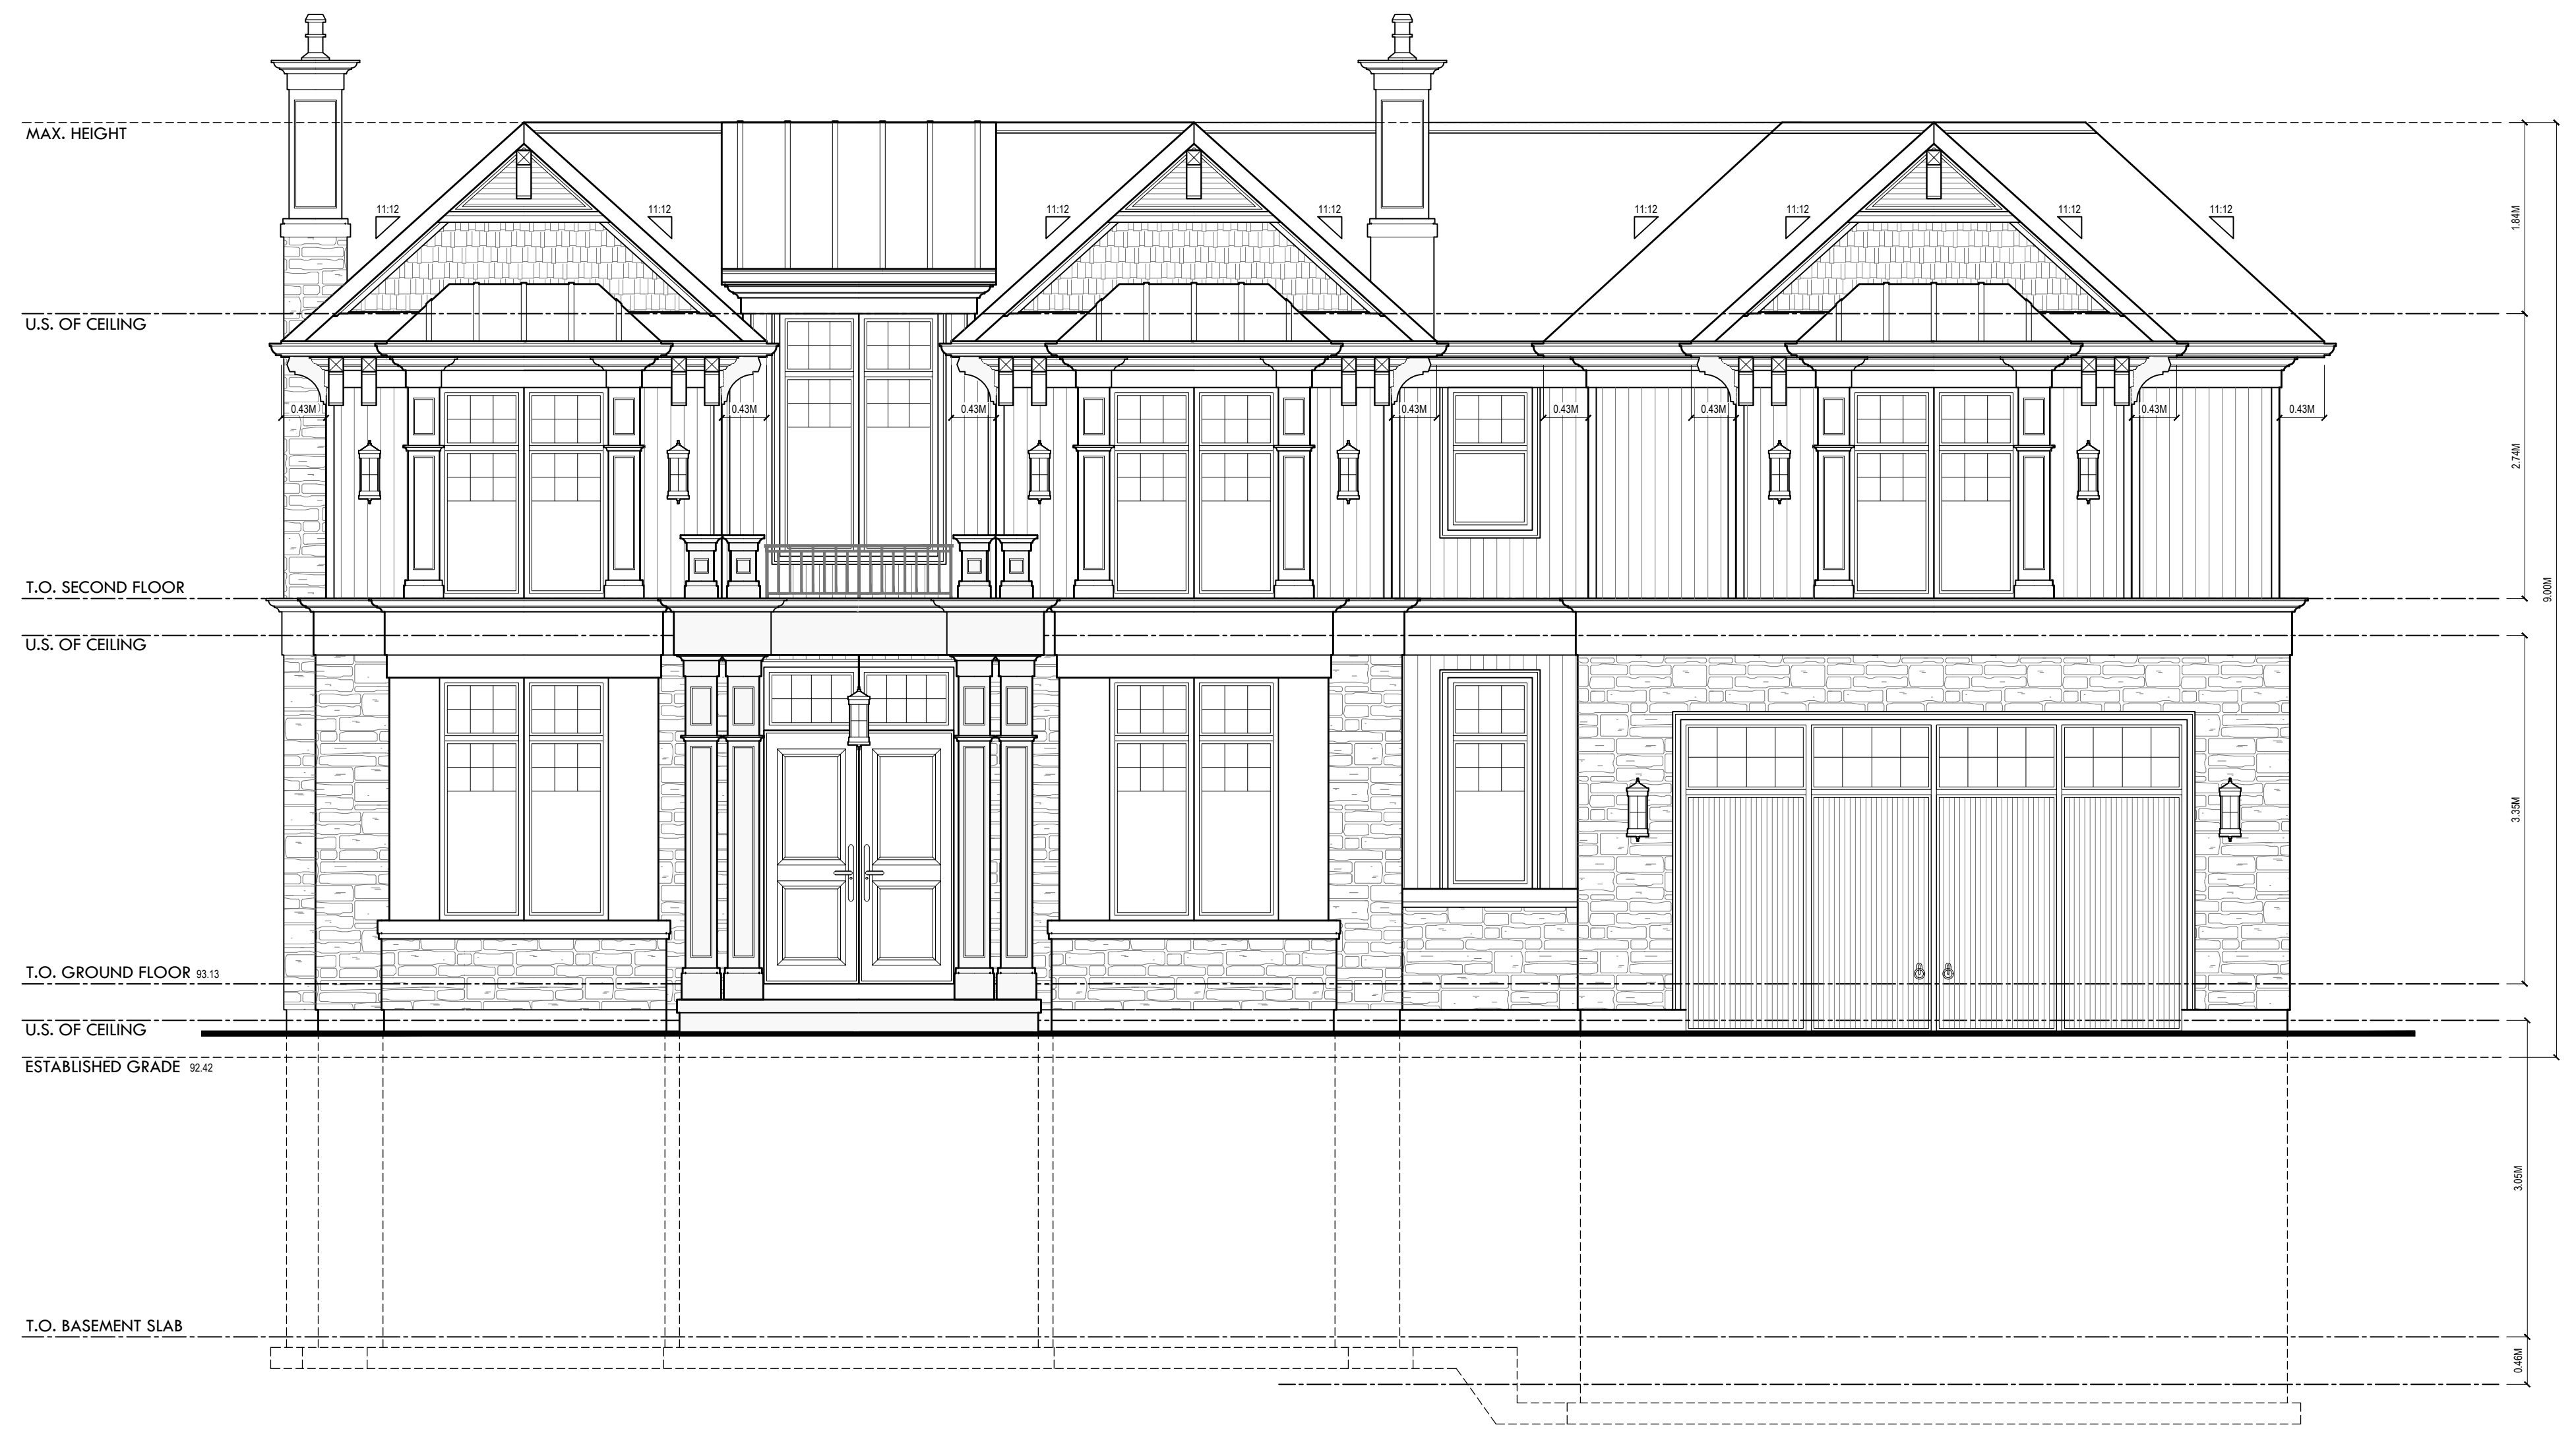 MAX. HEIGHT
11:12
11:12
11:12
11:12
11:12
11:12
11:12
11:12
1.84M
U.S. OF CEILING
0.43M
0.43M
0.43M
0.43M
0.43M
0.43M
0.43M
0.43M
2.74M
T.O. SECOND FLOOR
9.00M
U.S. OF CEILING
3.35M
T.O. GROUND FLOOR 93.13
U.S. OF CEILING
ESTABLISHED GRADE 92.42
3.05M
T.O. BASEMENT SLAB
0.46M